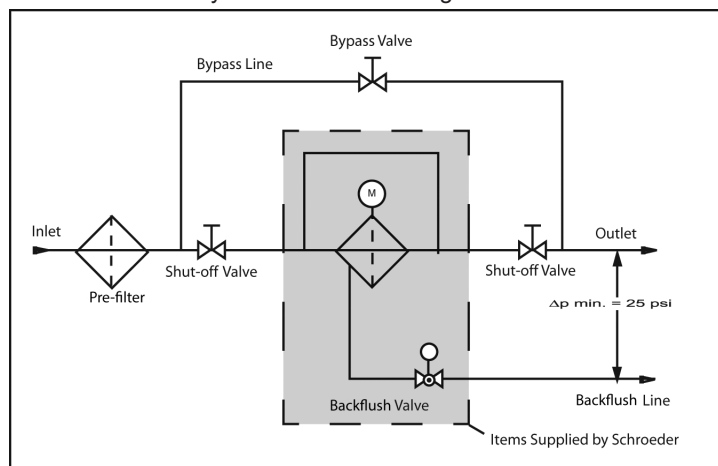 Bypass Valve
Bypass Line
M
Inlet
Outlet
Shut-off Valve
Shut-off Valve
Pre-filter
Δp min. = 25 psi
Backflush Valve
Backflush Line
Items Supplied by Schroeder